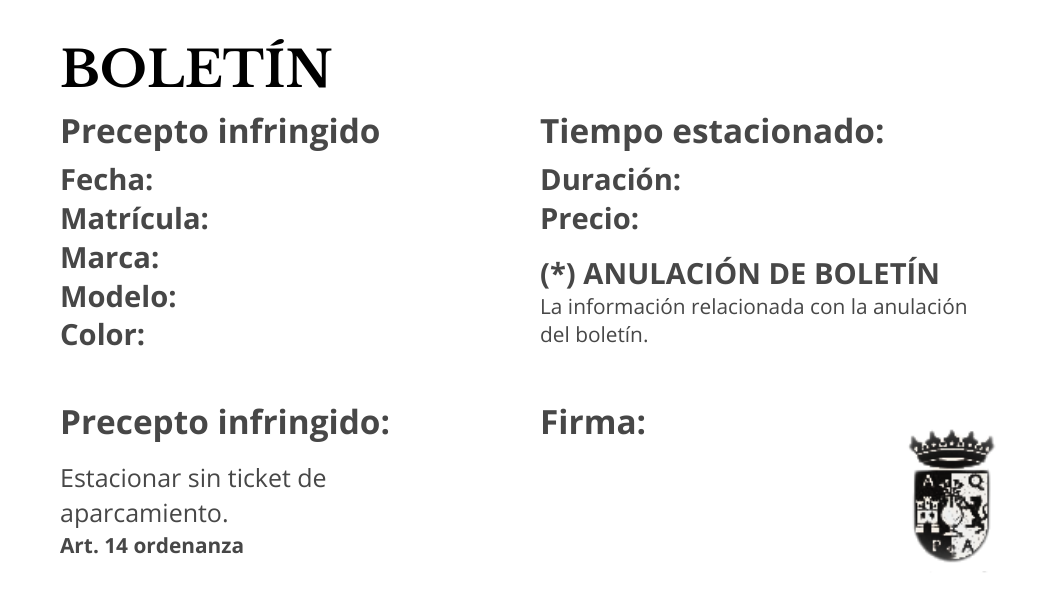 BOLETÍN
Precepto infringido
Fecha:
Matrícula:
Marca:
Modelo:
Color:
Tiempo estacionado:
Duración:
Precio:
(*) ANULACIÓN DE BOLETÍN
La información relacionada con la anulación
del boletín.
Precepto infringido:
Estacionar sin ticket de
aparcamiento.
Art. 14 ordenanza
Firma:
A Q
P A